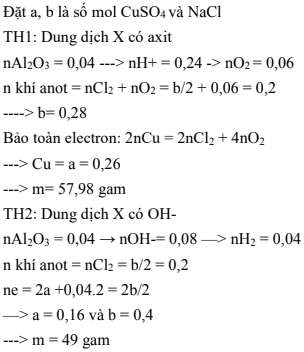 Đặt a, b là số mol CuSO₄ và NaCl
TH1: Dung dịch X có axit
nAl₂O₃ = 0,04 ---> nH+ = 0,24 -> nO₂ = 0,06
n khí anot = nCl₂ + nO₂ = b/2 + 0,06 = 0,2
----> b= 0,28
Bảo toàn electron: 2nCu = 2nCl₂ + 4nO₂
---> Cu = a = 0,26
---> m= 57,98 gam
TH2: Dung dịch X có OH-
nAl₂O₃ = 0,04 → nOH-= 0,08 —> nH₂ = 0,04
n khí anot = nCl₂ = b/2 = 0,2
ne = 2a +0,04.2 = 2b/2
—> a = 0,16 và b = 0,4
---> m = 49 gam